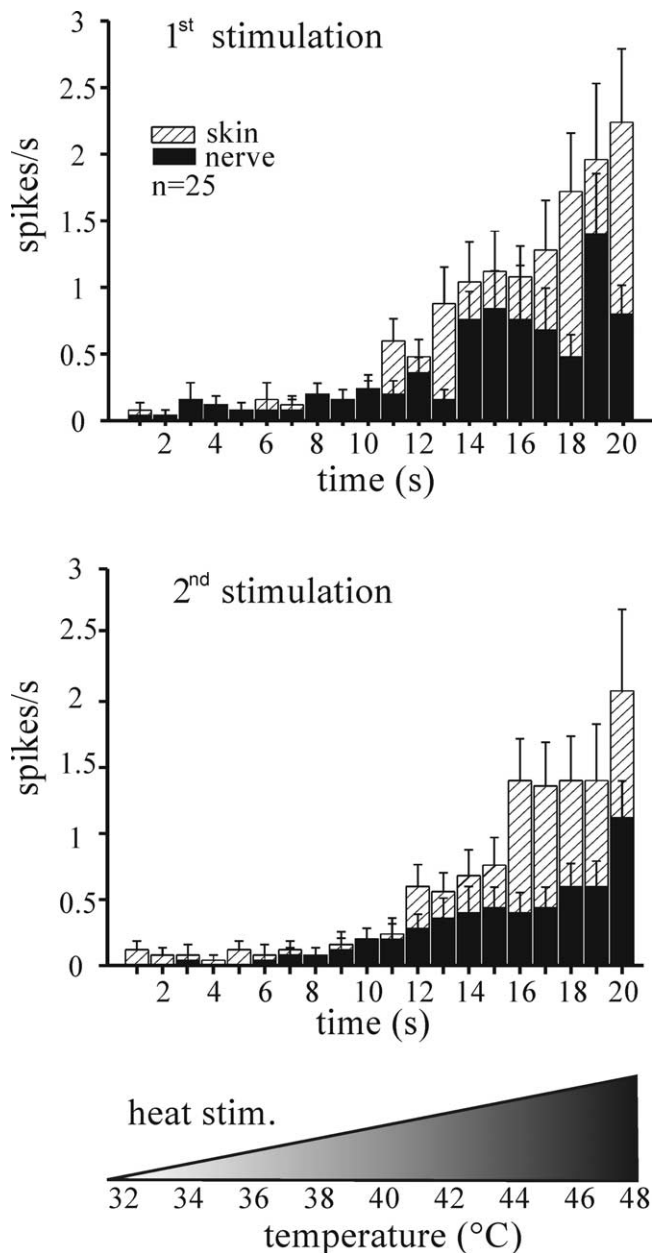 1st stimulation
3
2.5
2
1.5
1
0.5
0
spikes/s
skin
nerve
n=25
2 4 6 8 10 12 14 16 18 20
time (s)
2nd stimulation
3
2.5
2
1.5
1
0.5
0
spikes/s
2 4 6 8 10 12 14 16 18 20
time (s)
heat stim.
32 34 36 38 40 42 44 46 48
temperature (°C)